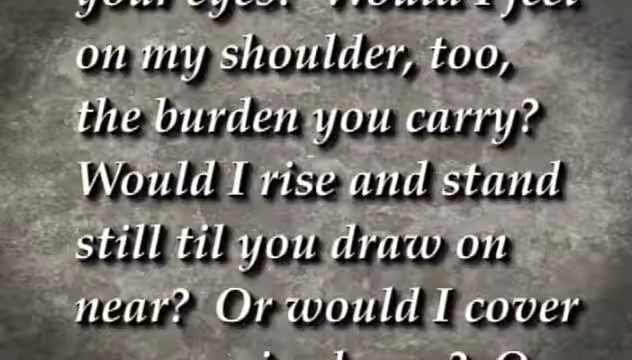 your eyes? Would I feel
on my shoulder, too,
the burden you carry?
Would I rise and stand
still til you draw on
near? Or would I cover